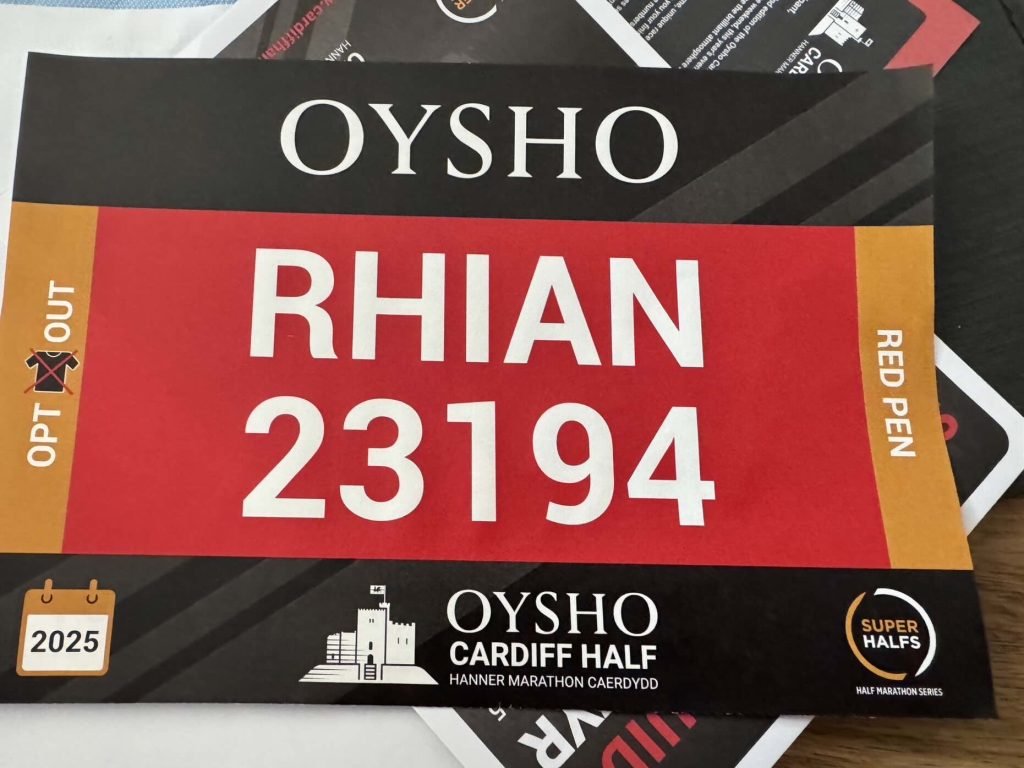 OYSHO
OPT OUT
RHIAN
23194
RED PEN
2025
OYSHO
CARDIFF HALF
HANNER MARATHON CAERDYDD
SUPER
HALFS
HALF MARATHON SERIES